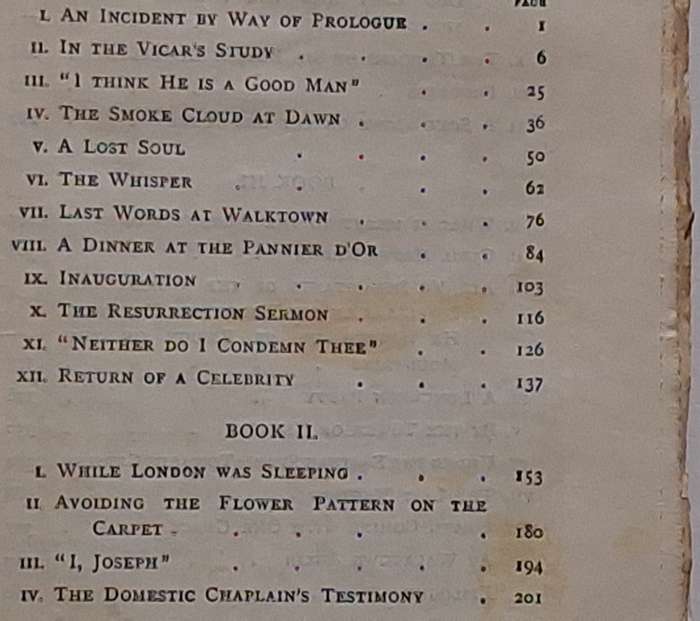 PAGE
I. AN INCIDENT BY WAY OF PROLOGUE . . 1
II. IN THE VICAR'S STUDY . . . . 6
III. "I THINK HE IS A GOOD MAN" . . 25
IV. THE SMOKE CLOUD AT DAWN . . . 36
V. A LOST SOUL . . . . 50
VI. THE WHISPER . . . . 62
VII. LAST WORDS AT WALKTOWN . . . 76
VIII. A DINNER AT THE PANNIER D'OR . . 84
IX. INAUGURATION . . . . . 103
X. THE RESURRECTION SERMON . . . 116
XI. "NEITHER DO I CONDEMN THEE" . . 126
XII. RETURN OF A CELEBRITY . . . 137
BOOK II.
I. WHILE LONDON WAS SLEEPING . . . 153
II AVOIDING THE FLOWER PATTERN ON THE
CARPET . . . . . 180
III. "I, JOSEPH" . . . . . 194
IV. THE DOMESTIC CHAPLAIN'S TESTIMONY . 201